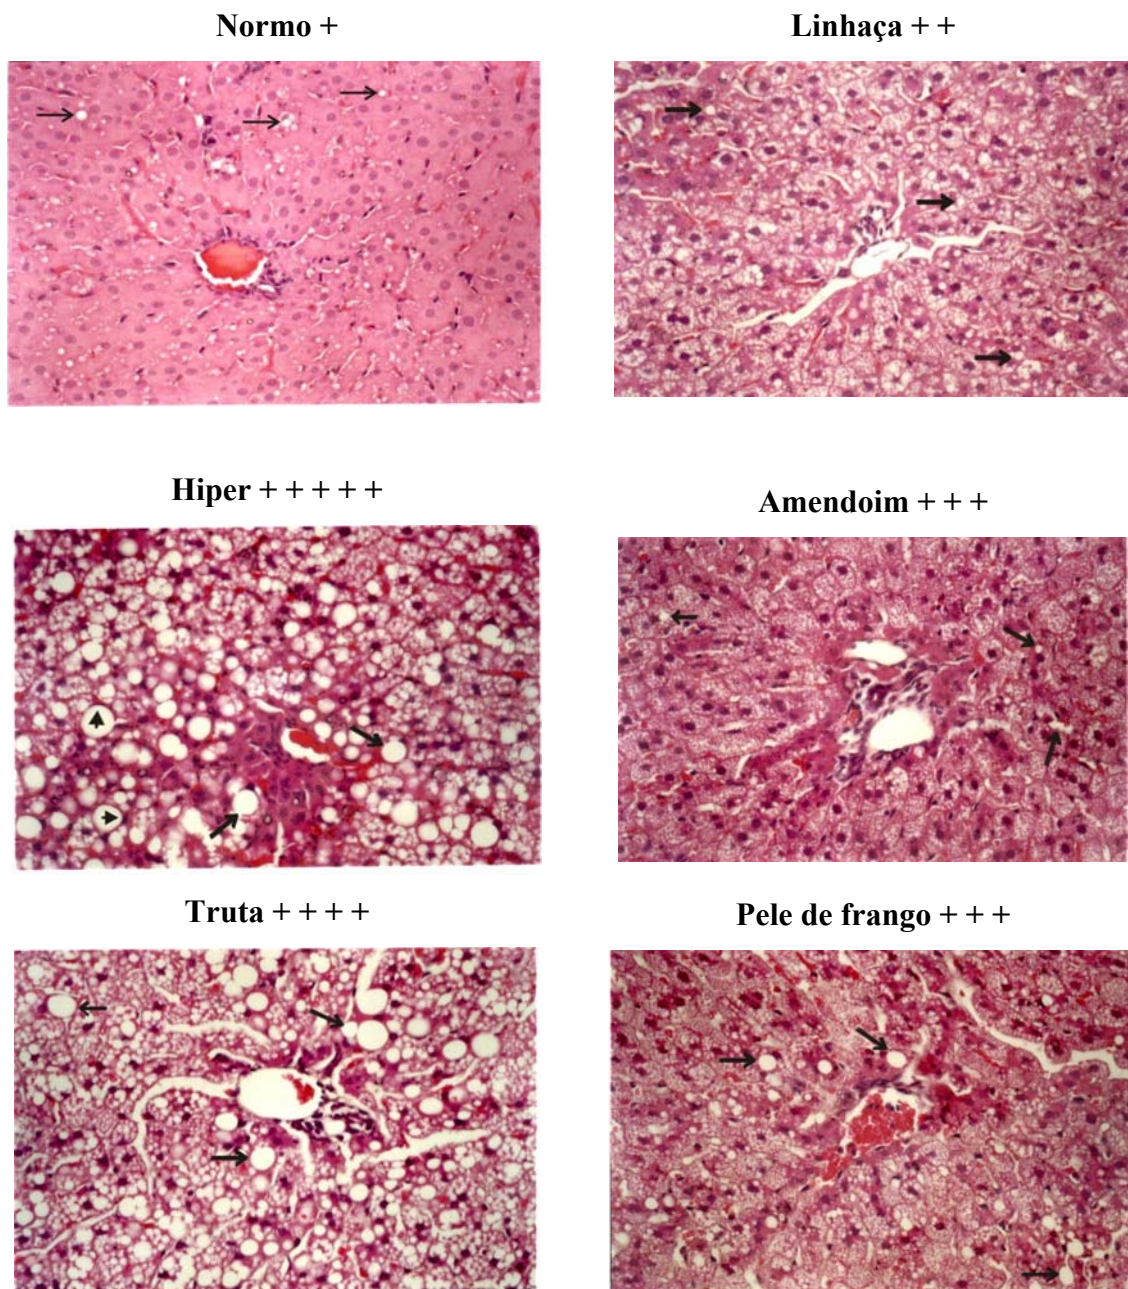 Normo +
Linhaça + +
Hiper + + + + +
Amendoim + + +
Truta + + + +
Pele de frango + + +